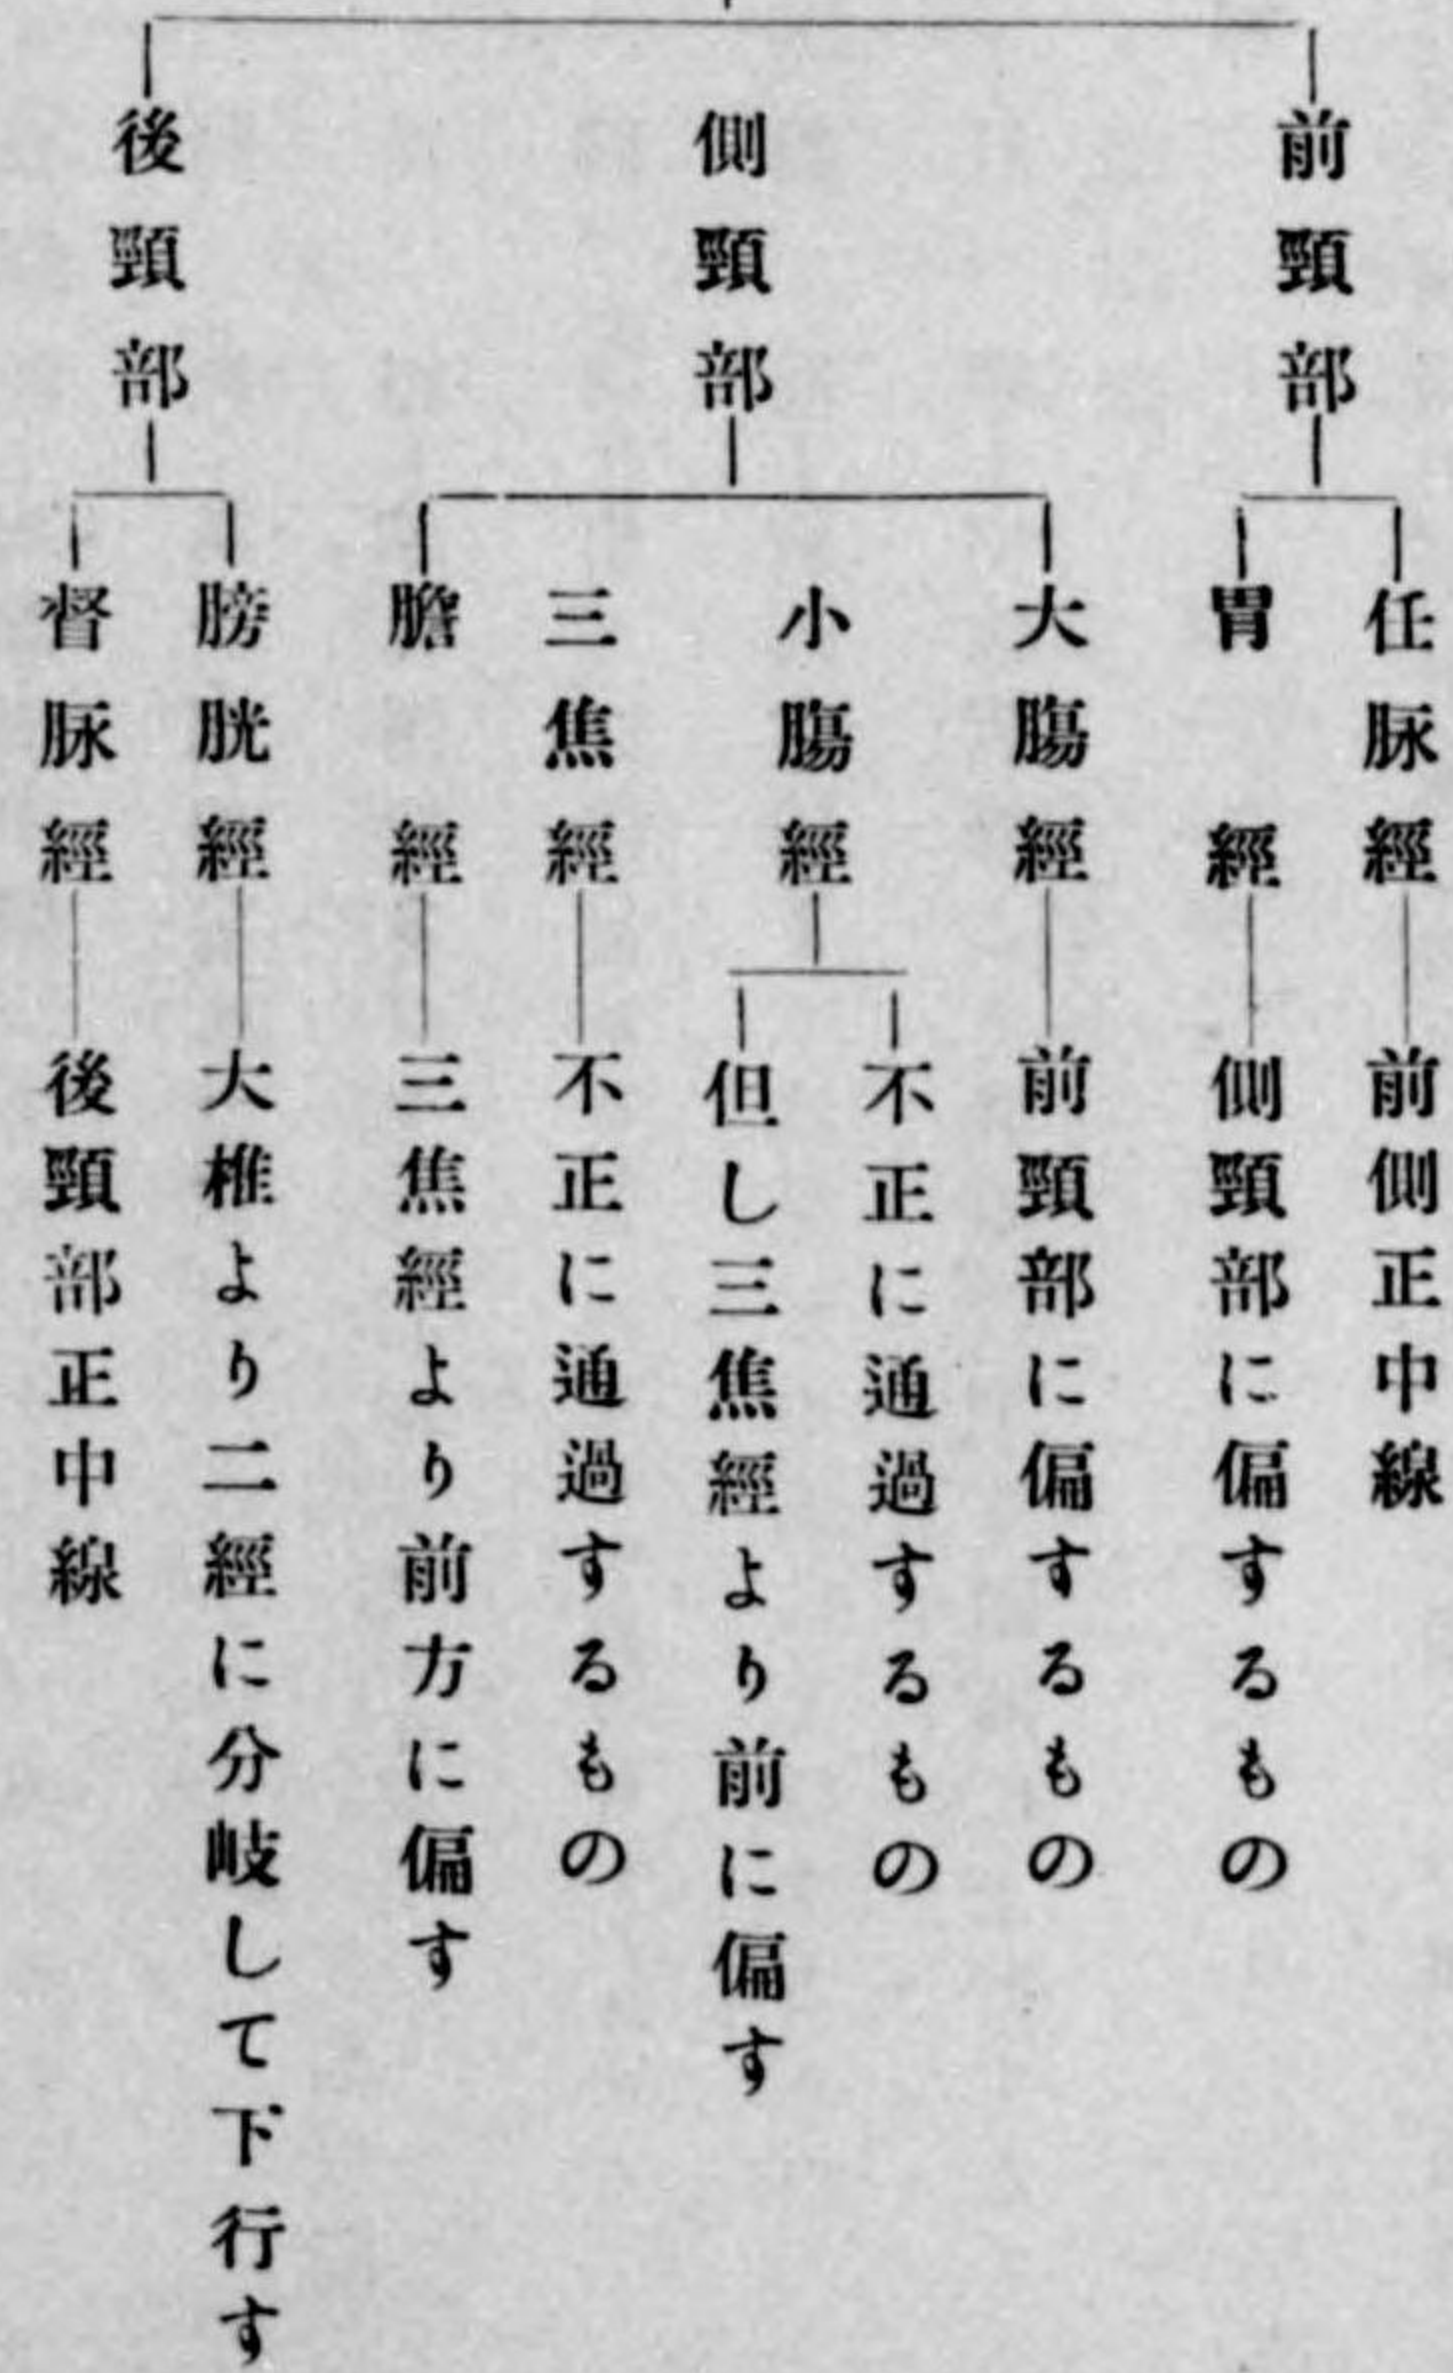 前頸部
任脉經
前側正中線
胃經
側頸部に偏するもの
側頸部
大腸經
前頸部に偏するもの
小腸經
不正に通過するもの
但し三焦經より前に偏す
三焦經
不正に通過するもの
膽經
三焦經より前方に偏す
後頸部
膀胱經
大椎より二經に分岐して下行す
督脉經
後頸部正中線